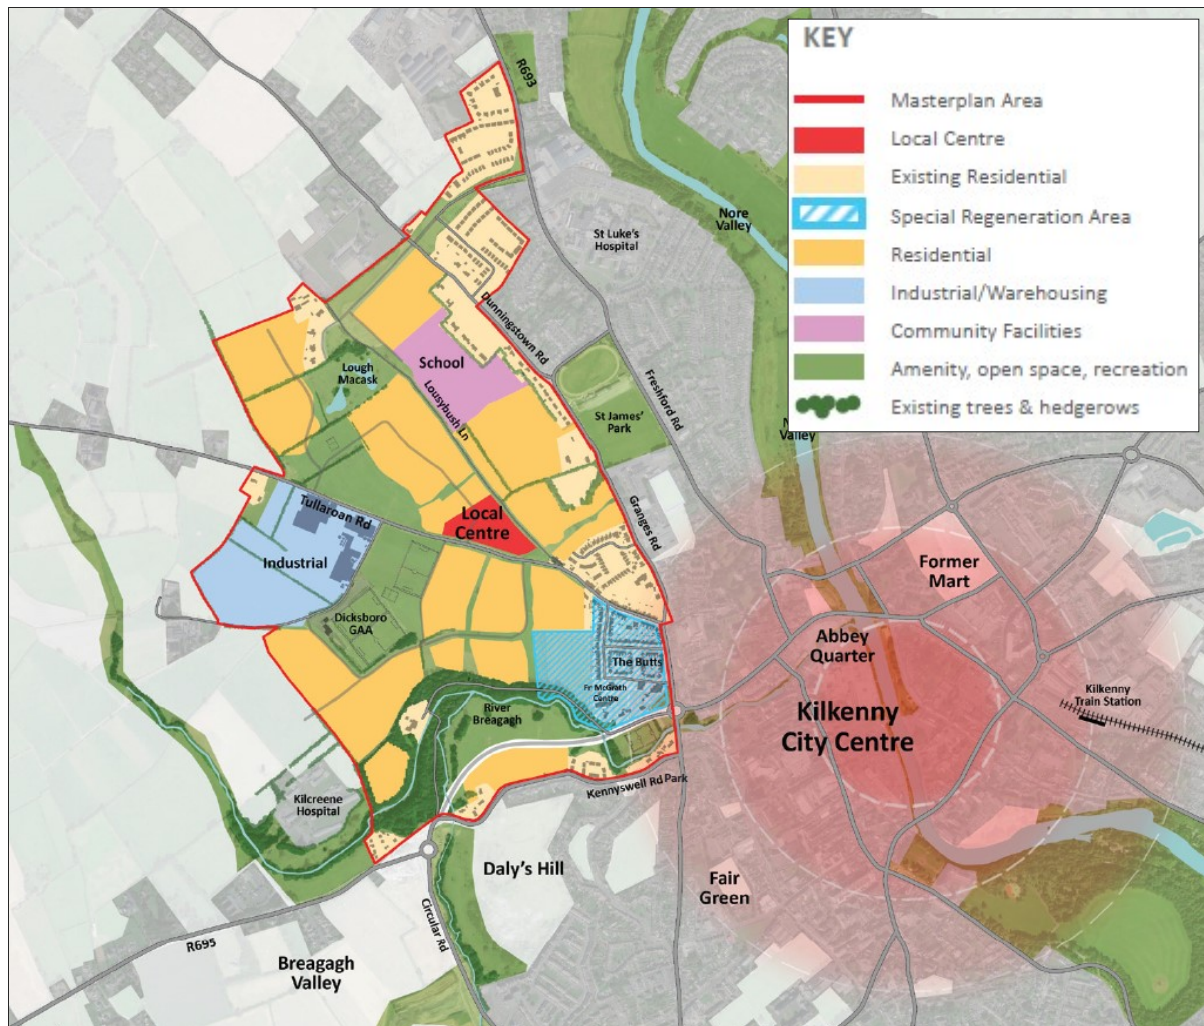 KEY
Masterplan Area
Local Centre
Existing Residential
Special Regeneration Area
Residential
Industrial/Warehousing
Community Facilities
Amenity, open space, recreation
Existing trees & hedgerows
R693
Nore
Valley
St Luke's
Hospital
Dunningstown Rd
School
Lough
Macask
Lousybush Ln
Freshford Rd
St James'
Park
Valley
Tullaroan Rd
Local
Centre
Granges Rd
Industrial
Former
Mart
Dicksboro
GAA
Abbey
Quarter
The Butts
Fr McGrath
Centre
Kilkenny
Train Station
River
Breagagh
Kilkenny
City Centre
Kennyswell Rd Park
Kilcreene
Hospital
Daly's Hill
Fair
Green
Circular Rd
R695
Breagagh
Valley